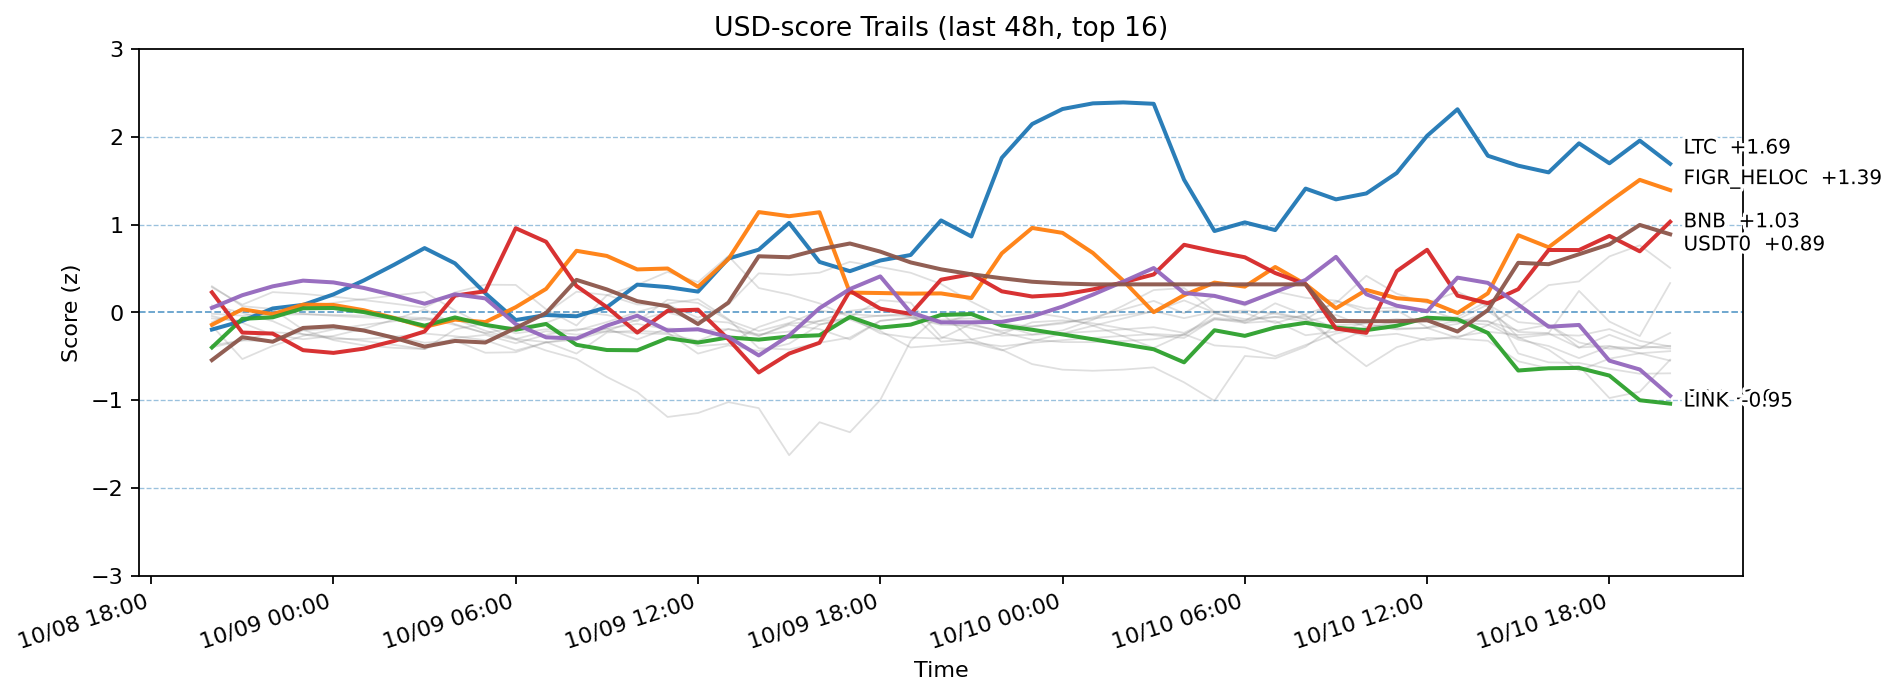 USD-score Trails (last 48h, top 16)
Score (z)
3
2
1
0
−1
−2
−3
LTC +1.69
FIGR_HELOC +1.39
BNB +1.03
USDT0 +0.89
LINK -0.95
10/08 18:00
10/09 00:00
10/09 06:00
10/09 12:00
10/09 18:00
10/10 00:00
10/10 06:00
10/10 12:00
10/10 18:00
Time